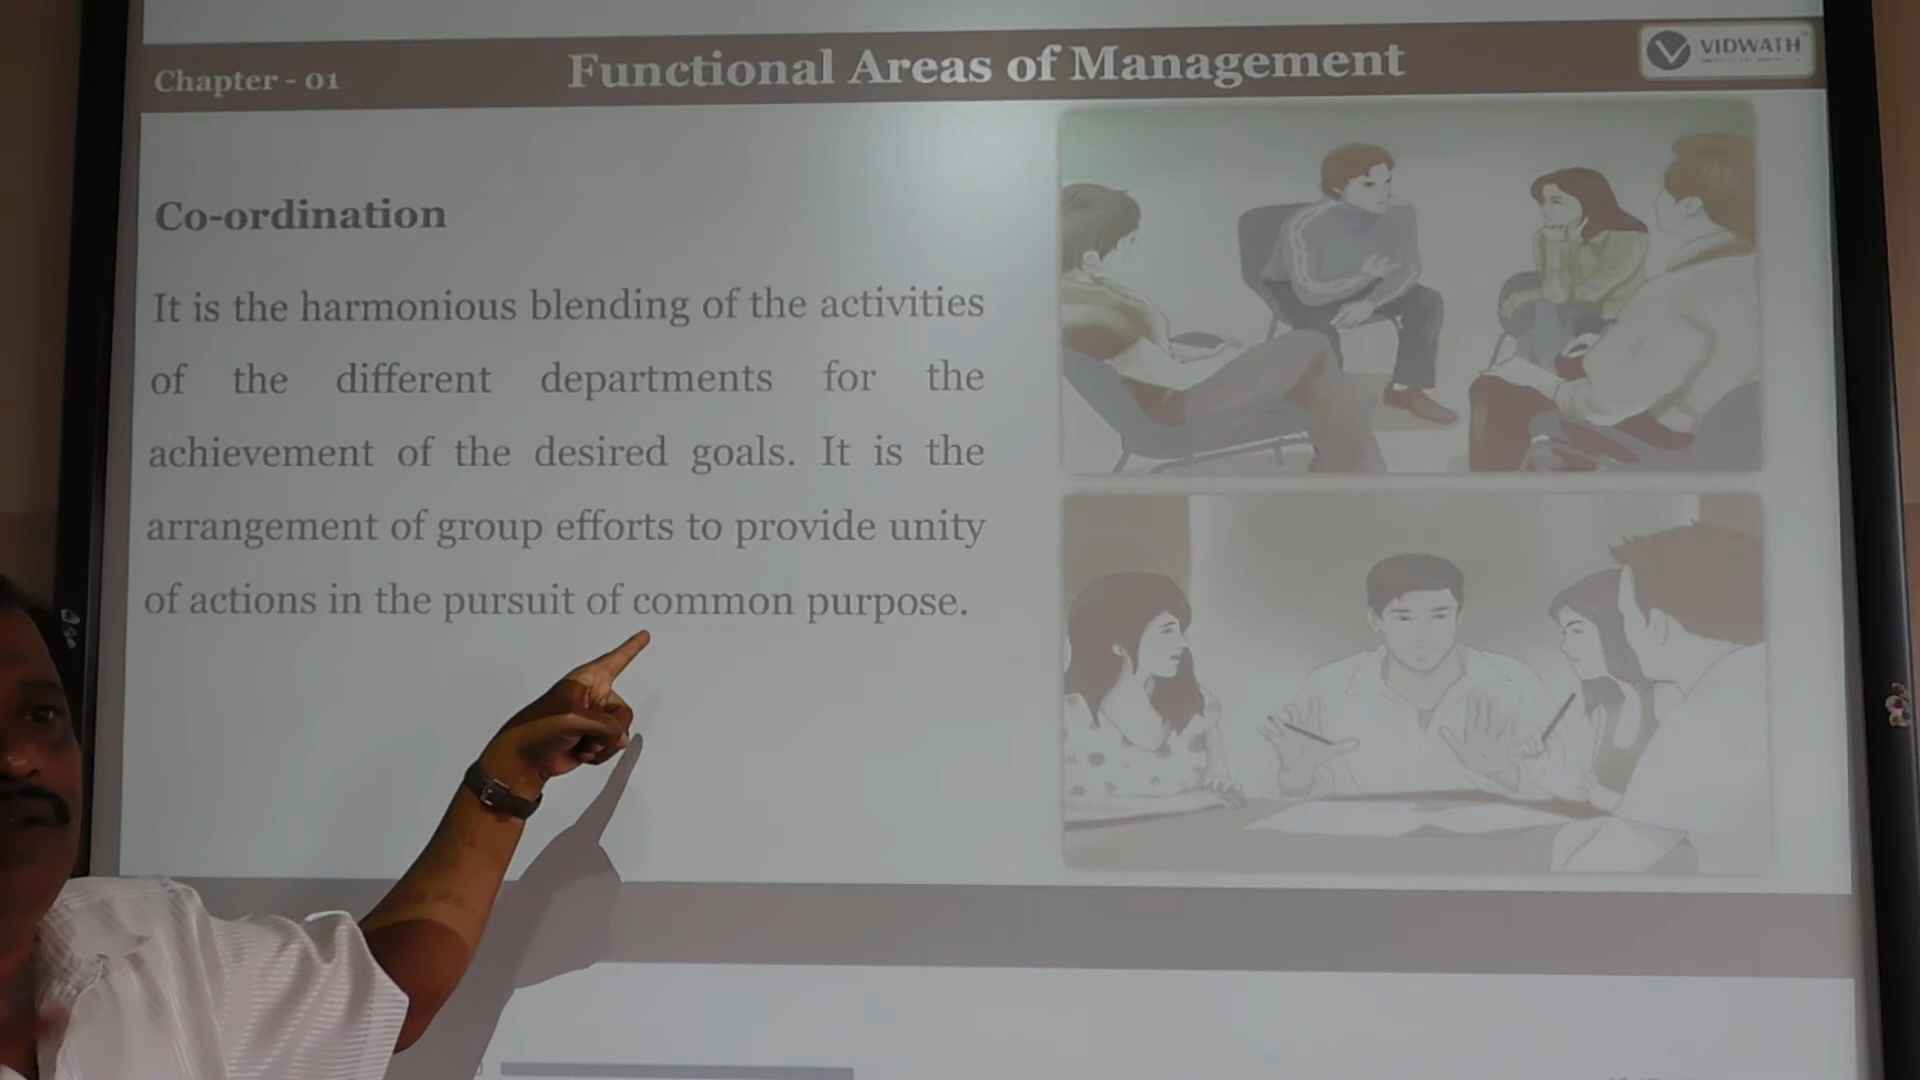 Chapter - 01
Functional Areas of Management
VIDWATH
Co-ordination
It is the harmonious blending of the activities
of the different departments for the
achievement of the desired goals. It is the
arrangement of group efforts to provide unity
of actions in the pursuit of common purpose.